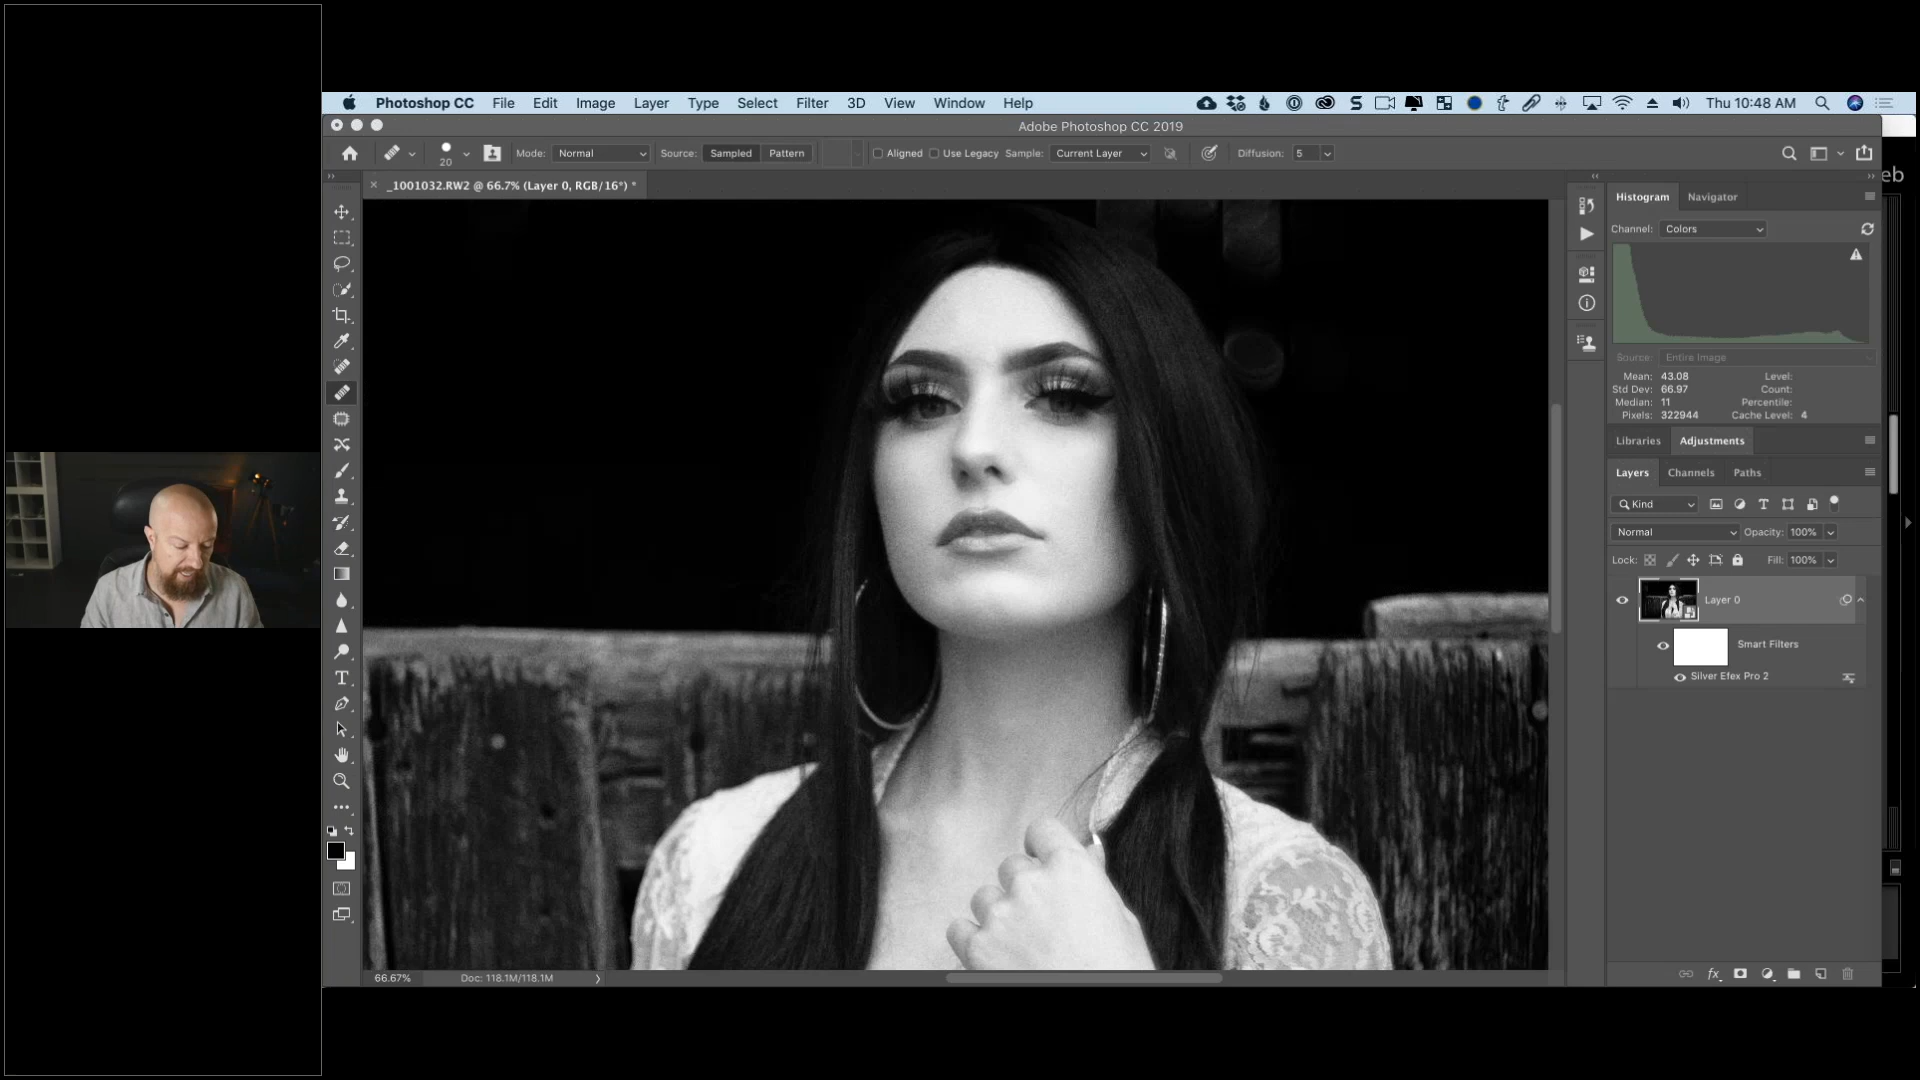 Photoshop CC File Edit Image Layer Type Select Filter 3D View Window Help Thu 10:48 AM
Adobe Photoshop CC 2019
20 Mode: Normal Source: Sampled Pattern Aligned Use Legacy Sample: Current Layer Diffusion: 5
eb
_1001032.RW2 @ 66.7% (Layer 0, RGB/16*) *
Histogram Navigator
Channel: Colors
Source: Entire Image
Mean: 43.08 Level:
Std Dev: 66.97 Count:
Median: 11 Percentile:
Pixels: 322944 Cache Level: 4
Libraries Adjustments
Layers Channels Paths
Kind
Normal Opacity: 100%
Lock: Fill: 100%
Layer 0
Smart Filters
Silver Efex Pro 2
66.67% Doc: 118.1M/118.1M
fx